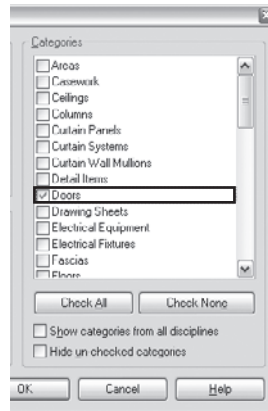 Categories
Areas
Casework
Ceilings
Columns
Curtain Panels
Curtain Systems
Curtain Wall Mullions
Detail Items
Doors
Drawing Sheets
Electrical Equipment
Electrical Fixtures
Fascias
Floors
Check All Check None
Show categories from all disciplines
Hide un checked categories
OK Cancel Help